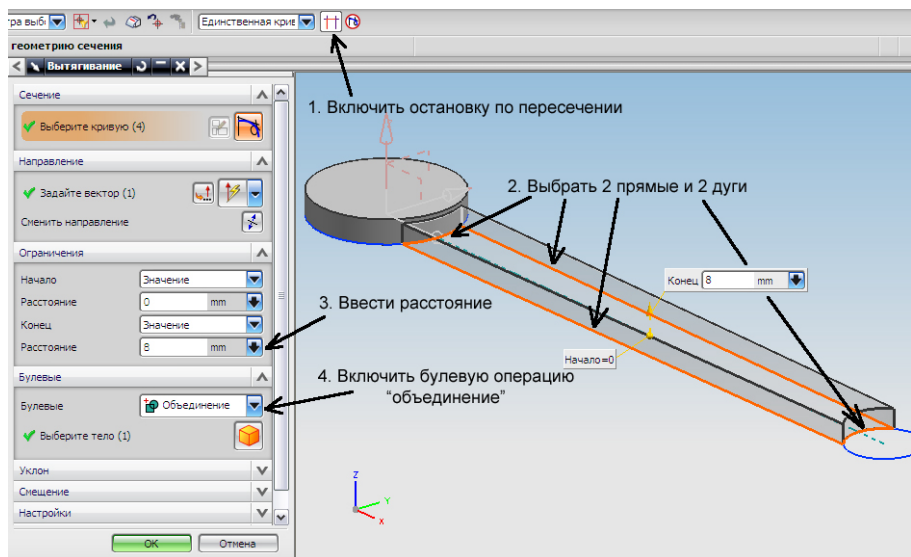 ра выбо
Единственная криє
геометрию сечения
Вытягивание
Сечение
Выберите кривую (4)
Направление
Задайте вектор (1)
Сменить направление
Ограничения
Начало Значение
Расстояние 0 mm
Конец Значение
Расстояние 8 mm
Булевые
Булевые Объединение
Выберите тело (1)
Уклон
Смещение
Настройки
OK Отмена
1. Включить остановку по пересечении
2. Выбрать 2 прямые и 2 дуги
Конец 8 mm
3. Ввести расстояние
Начало=0
4. Включить булевую операцию
“объединение”
Z
Y
X